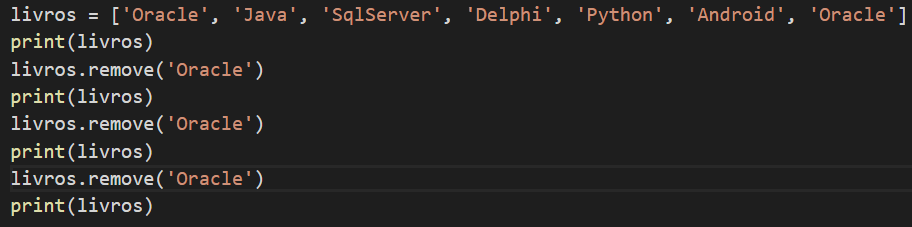 livros = ['Oracle', 'Java', 'SqlServer', 'Delphi', 'Python', 'Android', 'Oracle']
print(livros)
livros.remove('Oracle')
print(livros)
livros.remove('Oracle')
print(livros)
livros.remove('Oracle')
print(livros)